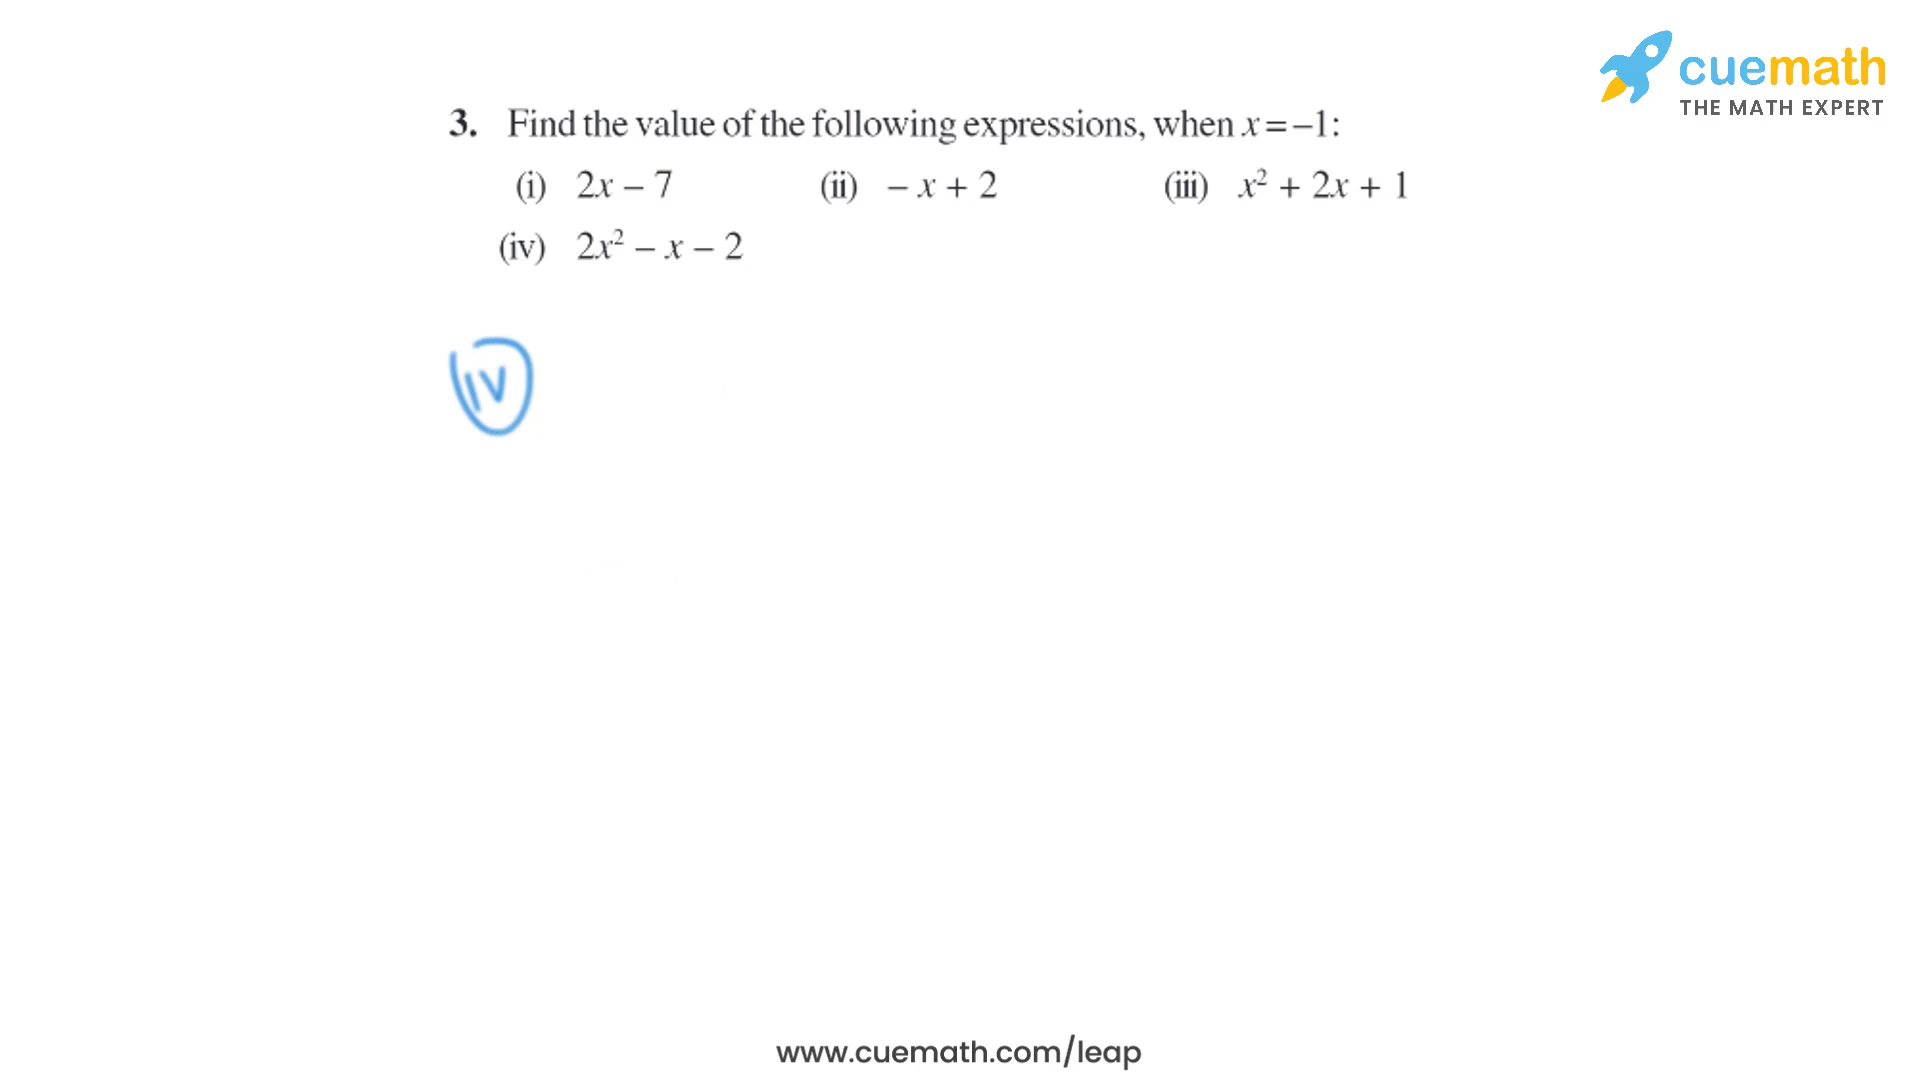 cuemath
THE MATH EXPERT
3. Find the value of the following expressions, when x = –1:
(i) 2x – 7 (ii) – x + 2 (iii) x² + 2x + 1
(iv) 2x² – x – 2
iv
www.cuemath.com/leap